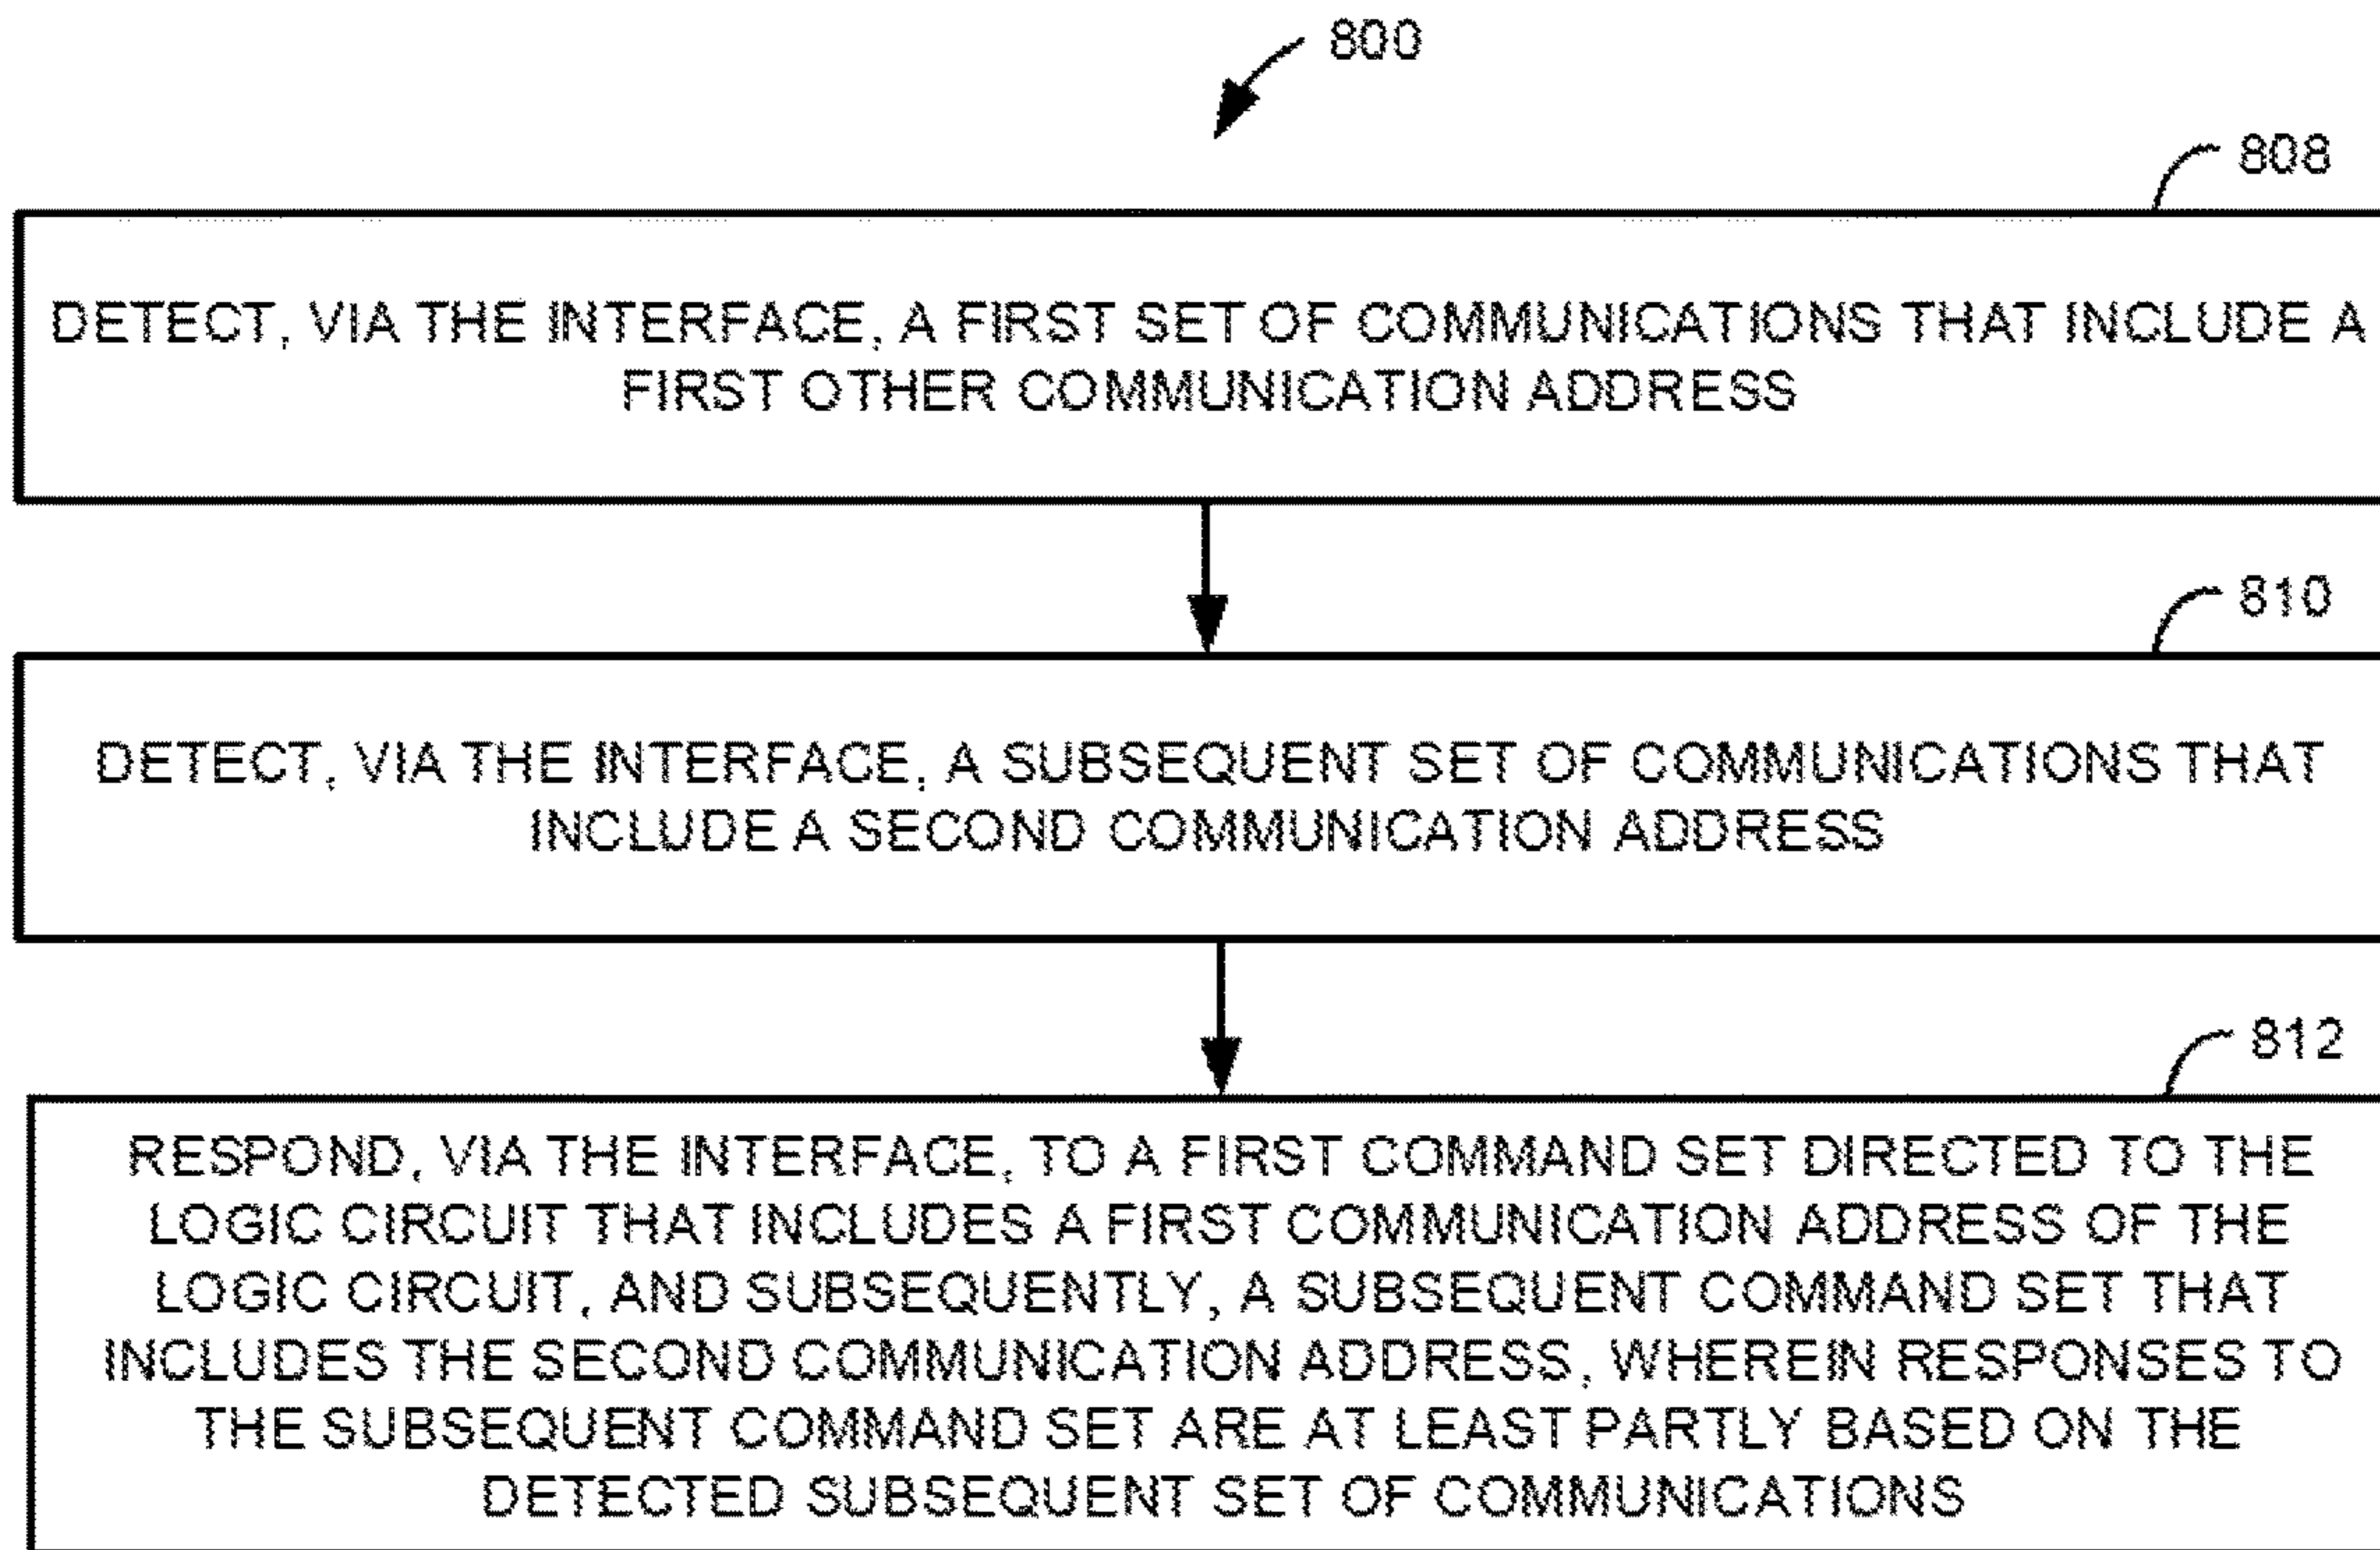 800
808
DETECT, VIA THE INTERFACE, A FIRST SET OF COMMUNICATIONS THAT INCLUDE A
FIRST OTHER COMMUNICATION ADDRESS
810
DETECT, VIA THE INTERFACE, A SUBSEQUENT SET OF COMMUNICATIONS THAT
INCLUDE A SECOND COMMUNICATION ADDRESS
812
RESPOND, VIA THE INTERFACE, TO A FIRST COMMAND SET DIRECTED TO THE
LOGIC CIRCUIT THAT INCLUDES A FIRST COMMUNICATION ADDRESS OF THE
LOGIC CIRCUIT, AND SUBSEQUENTLY, A SUBSEQUENT COMMAND SET THAT
INCLUDES THE SECOND COMMUNICATION ADDRESS, WHEREIN RESPONSES TO
THE SUBSEQUENT COMMAND SET ARE AT LEAST PARTLY BASED ON THE
DETECTED SUBSEQUENT SET OF COMMUNICATIONS